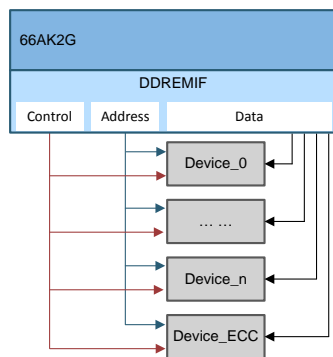 66AK2G
DDREMIF
Control Address Data
Device_0
... ...
Device_n
Device_ECC